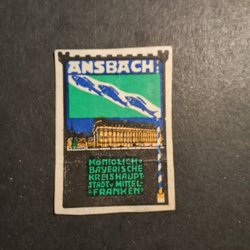 ANSBACH
KÖNIGLICH
BAYERISCHE
KREISHAUPT
STADT v MITTEL-
FRANKEN